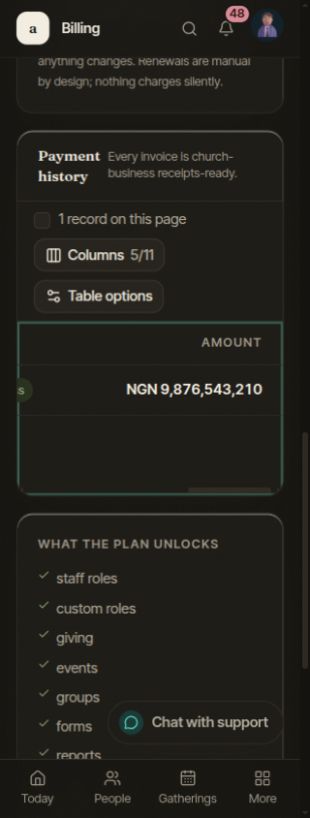 a
Billing
48
anything changes. Renewals are manual
by design; nothing charges silently.
Payment history
Every invoice is church-
business receipts-ready.
1 record on this page
Columns 5/11
Table options
AMOUNT
s
NGN 9,876,543,210
WHAT THE PLAN UNLOCKS
staff roles
custom roles
giving
events
groups
forms
Chat with support
reports
Today
People
Gatherings
More